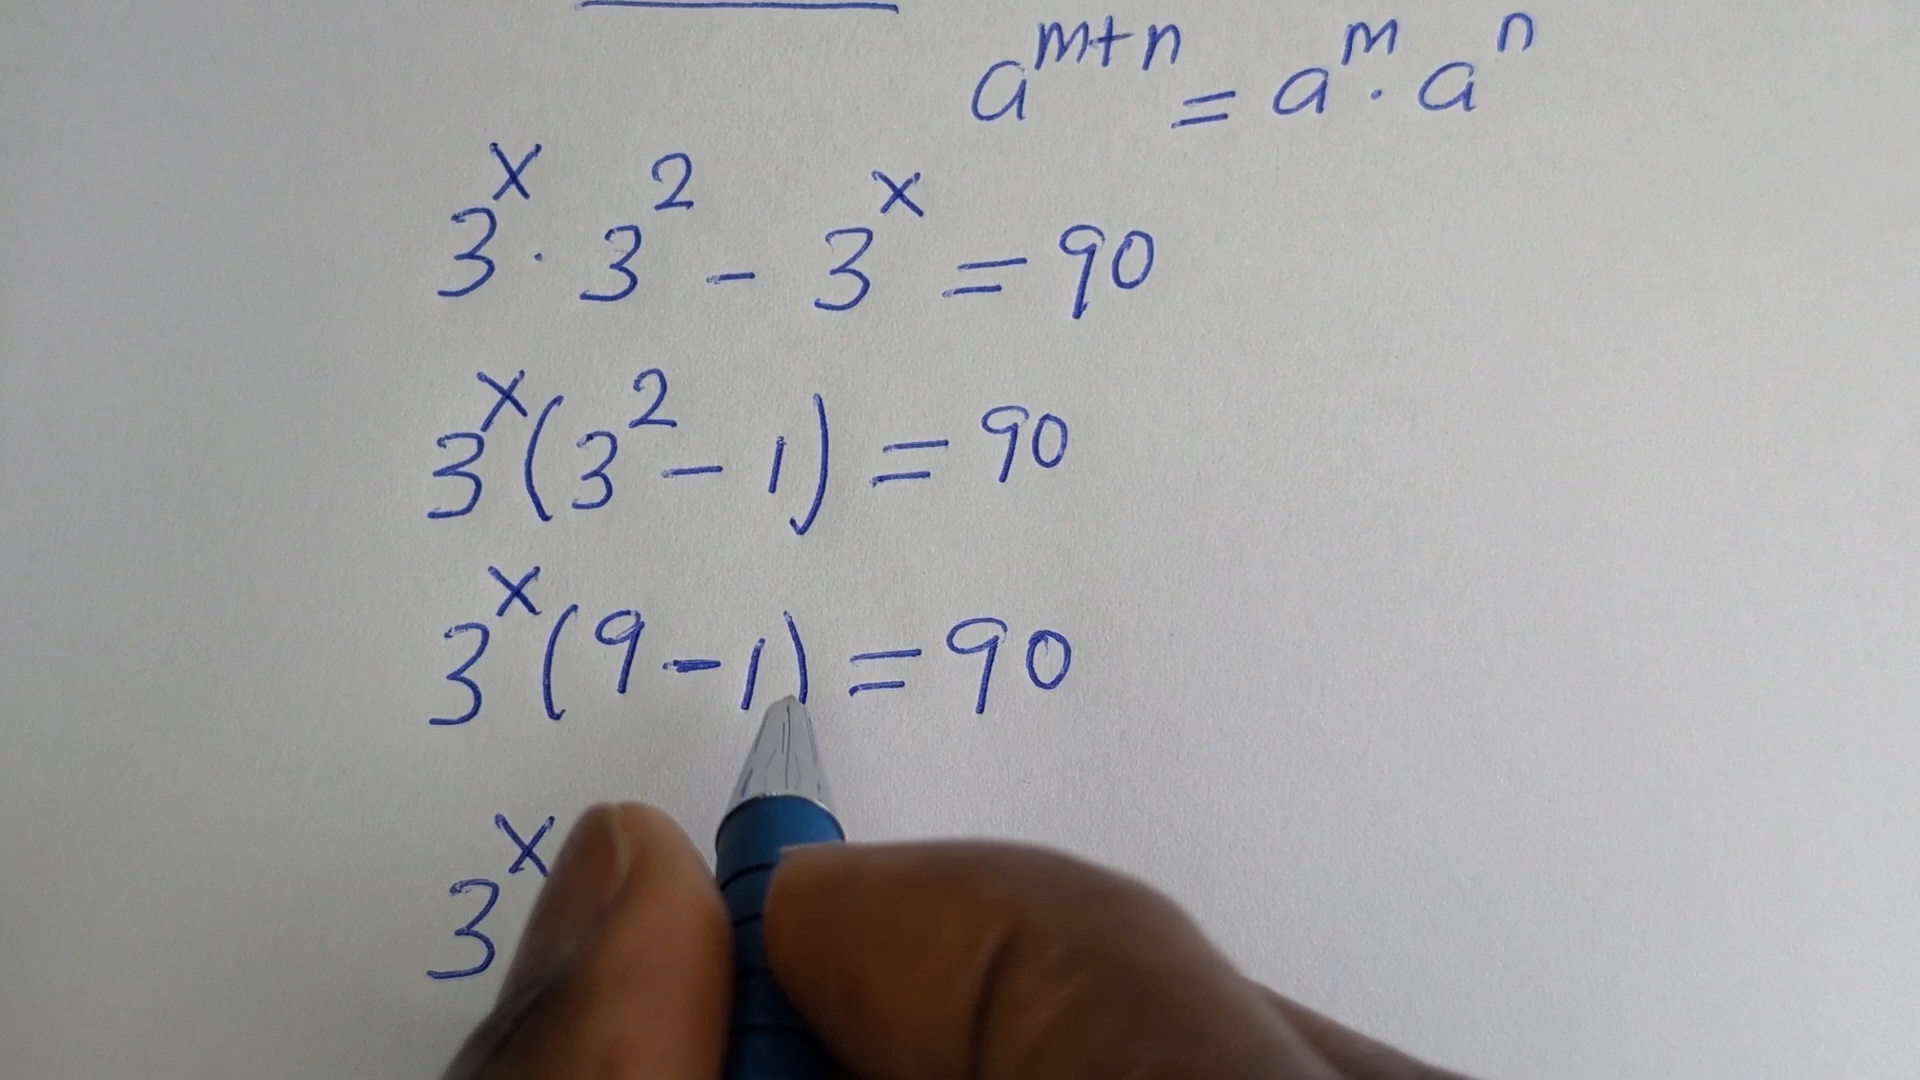 a^{m+n} = a^m · a^n
3^x · 3^2 - 3^x = 90
3^x (3^2 - 1) = 90
3^x (9 - 1) = 90
3^x